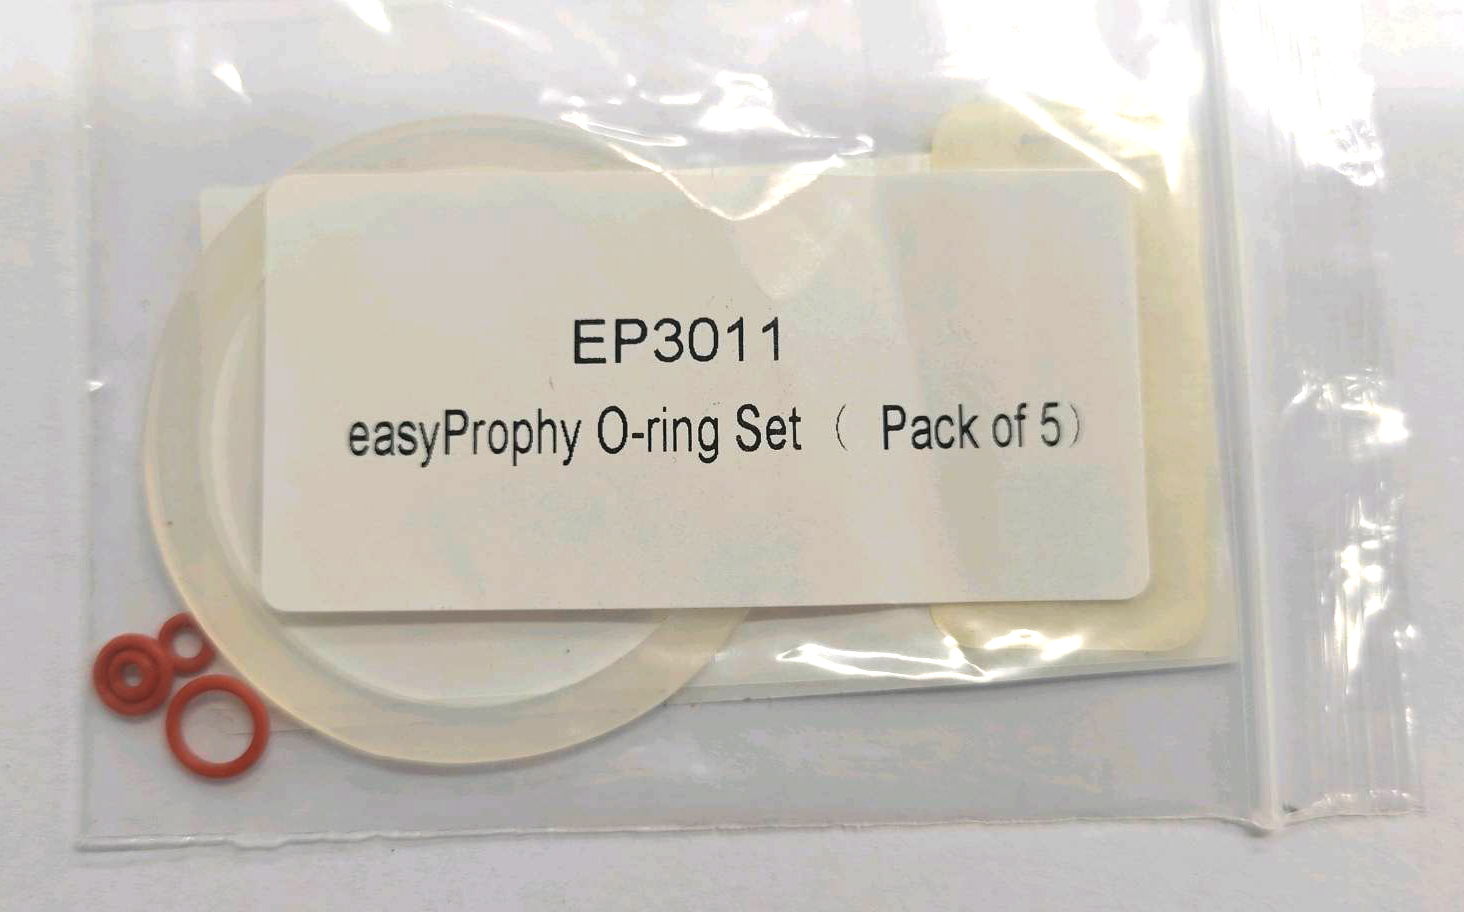 EP3011
easyProphy O-ring Set （ Pack of 5）